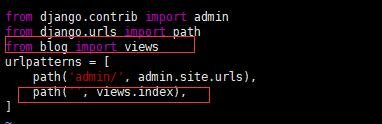 from django.contrib import admin
from django.urls import path
from blog import views
urlpatterns = [
    path('admin/', admin.site.urls),
    path('', views.index),
]
~